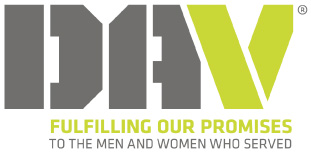 DAV®
FULFILLING OUR PROMISES
TO THE MEN AND WOMEN WHO SERVED